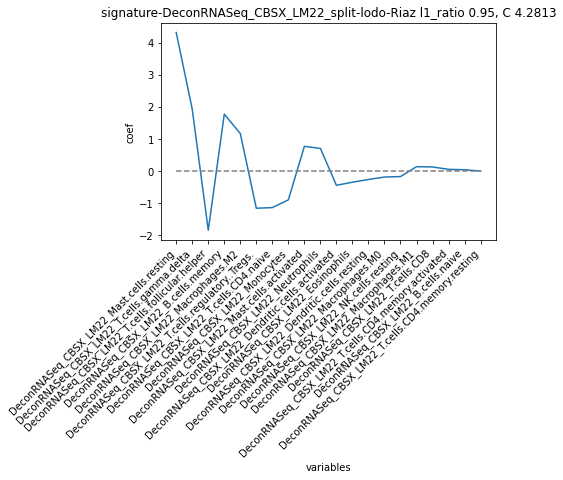 signature-DeconRNASeq_CBSX_LM22_split-lodo-Riaz l1_ratio 0.95, C 4.2813
4
3
2
1
0
−1
−2
coef
DeconRNASeq_CBSX_LM22_Mast.cells.resting
DeconRNASeq_CBSX_LM22_T.cells.gamma.delta
DeconRNASeq_CBSX_LM22_T.cells.follicular.helper
DeconRNASeq_CBSX_LM22_B.cells.memory
DeconRNASeq_CBSX_LM22_Macrophages.M2
DeconRNASeq_CBSX_LM22_T.cells.regulatory..Tregs.
DeconRNASeq_CBSX_LM22_T.cells.CD4.naive
DeconRNASeq_CBSX_LM22_Monocytes
DeconRNASeq_CBSX_LM22_Mast.cells.activated
DeconRNASeq_CBSX_LM22_Neutrophils
DeconRNASeq_CBSX_LM22_Dendritic.cells.activated
DeconRNASeq_CBSX_LM22_Eosinophils
DeconRNASeq_CBSX_LM22_Dendritic.cells.resting
DeconRNASeq_CBSX_LM22_Macrophages.M0
DeconRNASeq_CBSX_LM22_NK.cells.resting
DeconRNASeq_CBSX_LM22_Macrophages.M1
DeconRNASeq_CBSX_LM22_T.cells.CD8
DeconRNASeq_CBSX_LM22_T.cells.CD4.memory.activated
DeconRNASeq_CBSX_LM22_B.cells.naive
DeconRNASeq_CBSX_LM22_T.cells.CD4.memory.resting
variables